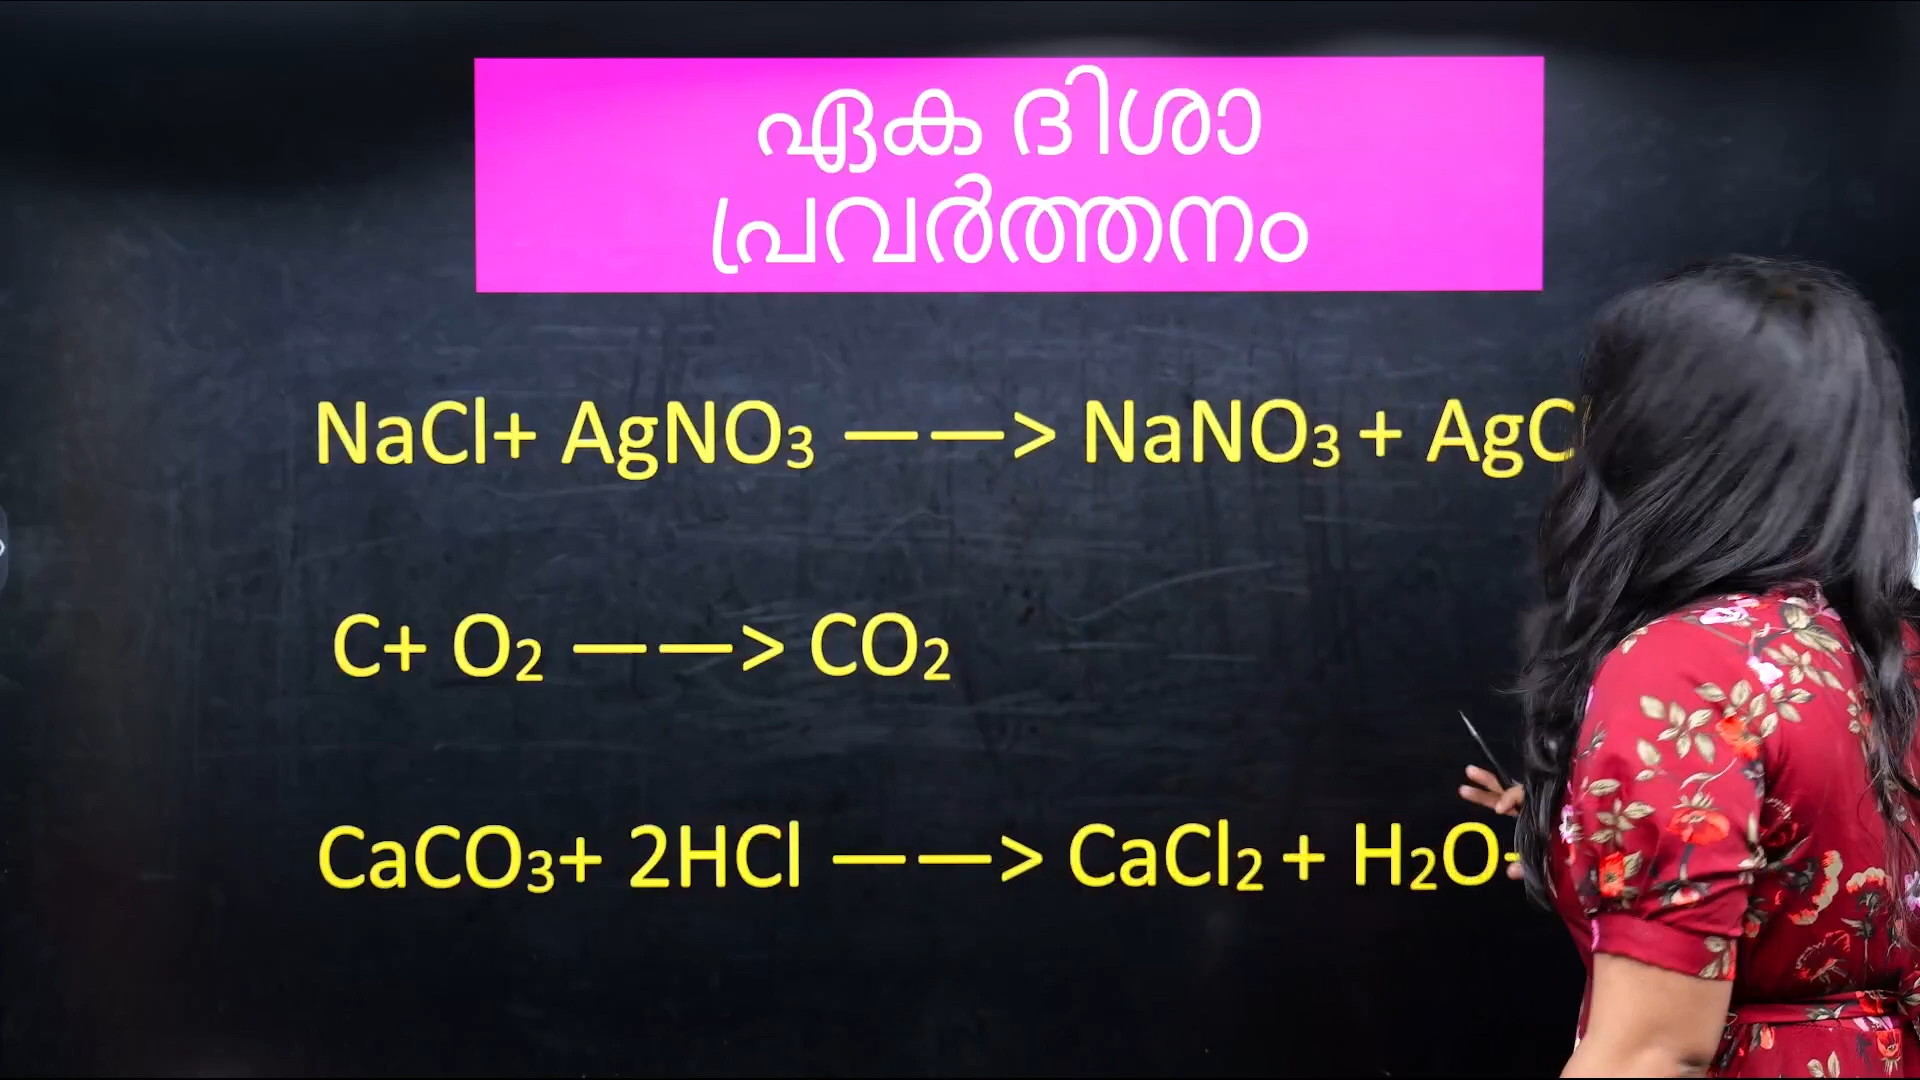 ഏക ദിശാ
പ്രവർത്തനം
NaCl+ AgNO₃ ——> NaNO₃ + AgC
C+ O₂ ——> CO₂
CaCO₃+ 2HCl ——> CaCl₂ + H₂O+